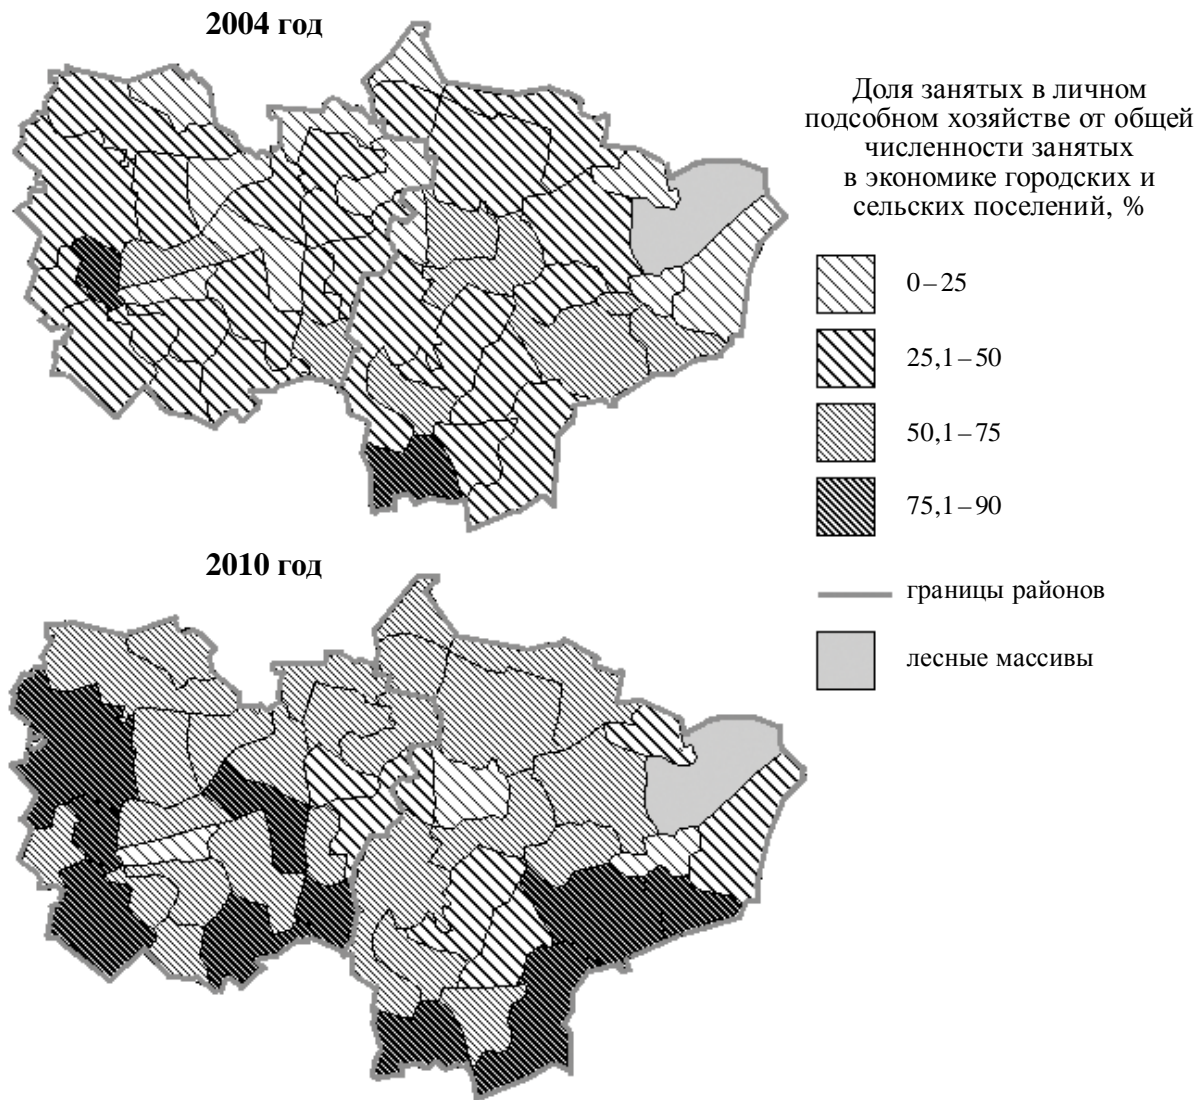 2004 год
Доля занятых в личном
подсобном хозяйстве от общей
численности занятых
в экономике городских и
сельских поселений, %
0–25
25,1–50
50,1–75
75,1–90
2010 год
границы районов
лесные массивы